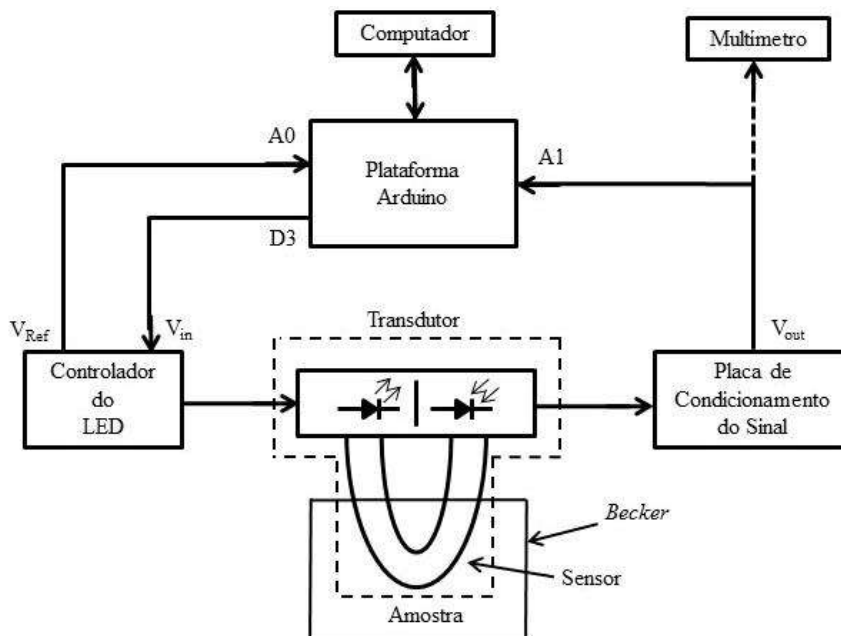 Computador
Multímetro
A0
A1
Plataforma
Arduino
D3
V_Ref
V_in
Transdutor
V_out
Controlador
do
LED
Placa de
Condicionamento
do Sinal
Becker
Sensor
Amostra